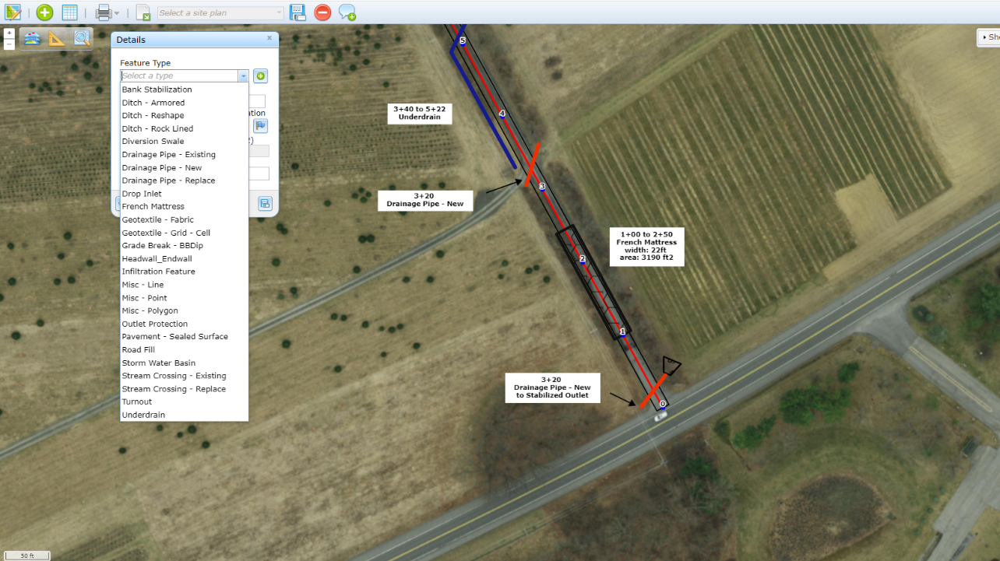 Select a site plan
+
−
Sh
Details
x
Feature Type
Select a type
Bank Stabilization
Ditch - Armored
Ditch - Reshape
Ditch - Rock Lined
Diversion Swale
Drainage Pipe - Existing
Drainage Pipe - New
Drainage Pipe - Replace
Drop Inlet
French Mattress
Geotextile - Fabric
Geotextile - Grid - Cell
Grade Break - BBDip
Headwall_Endwall
Infiltration Feature
Misc - Line
Misc - Point
Misc - Polygon
Outlet Protection
Pavement - Sealed Surface
Road Fill
Storm Water Basin
Stream Crossing - Existing
Stream Crossing - Replace
Turnout
Underdrain
5
3+40 to 5+22
Underdrain
4
3+20
Drainage Pipe - New
3
1+00 to 2+50
French Mattress
width: 22ft
area: 3190 ft2
2
1
3+20
Drainage Pipe - New
to Stabilized Outlet
0
50 ft